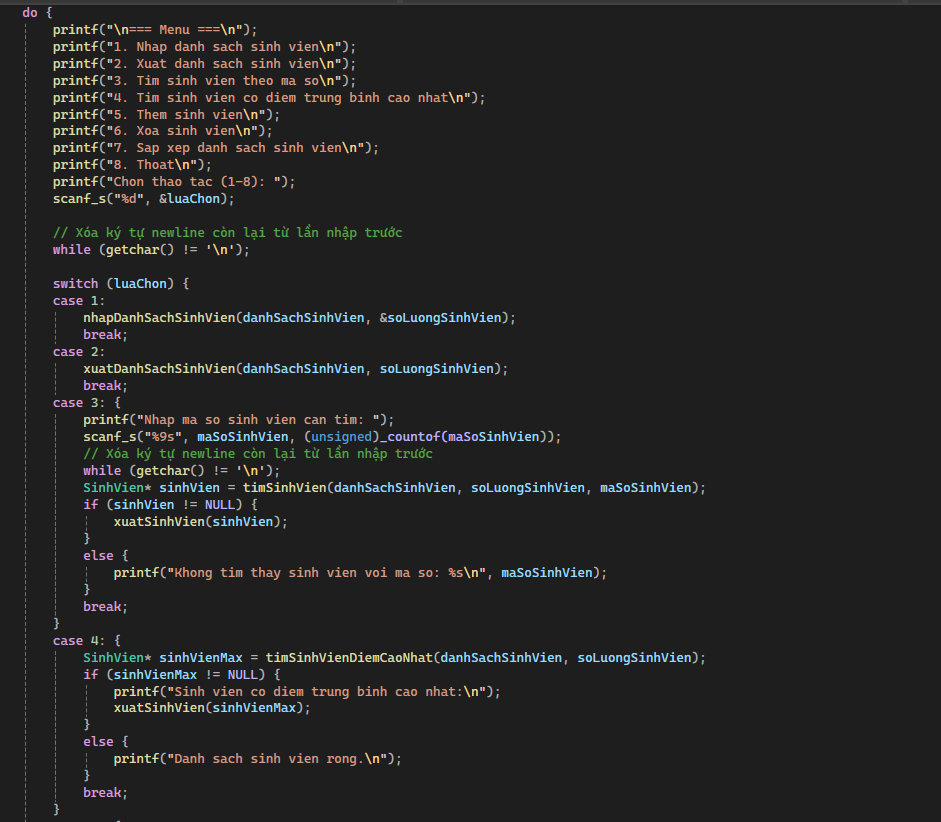 do {
    printf("\n=== Menu ===\n");
    printf("1. Nhap danh sach sinh vien\n");
    printf("2. Xuat danh sach sinh vien\n");
    printf("3. Tim sinh vien theo ma so\n");
    printf("4. Tim sinh vien co diem trung binh cao nhat\n");
    printf("5. Them sinh vien\n");
    printf("6. Xoa sinh vien\n");
    printf("7. Sap xep danh sach sinh vien\n");
    printf("8. Thoat\n");
    printf("Chon thao tac (1-8): ");
    scanf_s("%d", &luaChon);

    // Xóa ký tự newline còn lại từ lần nhập trước
    while (getchar() != '\n');

    switch (luaChon) {
    case 1:
        nhapDanhSachSinhVien(danhSachSinhVien, &soLuongSinhVien);
        break;
    case 2:
        xuatDanhSachSinhVien(danhSachSinhVien, soLuongSinhVien);
        break;
    case 3: {
        printf("Nhap ma so sinh vien can tim: ");
        scanf_s("%9s", maSoSinhVien, (unsigned)_countof(maSoSinhVien));
        // Xóa ký tự newline còn lại từ lần nhập trước
        while (getchar() != '\n');
        SinhVien* sinhVien = timSinhVien(danhSachSinhVien, soLuongSinhVien, maSoSinhVien);
        if (sinhVien != NULL) {
            xuatSinhVien(sinhVien);
        }
        else {
            printf("Khong tim thay sinh vien voi ma so: %s\n", maSoSinhVien);
        }
        break;
    }
    case 4: {
        SinhVien* sinhVienMax = timSinhVienDiemCaoNhat(danhSachSinhVien, soLuongSinhVien);
        if (sinhVienMax != NULL) {
            printf("Sinh vien co diem trung binh cao nhat:\n");
            xuatSinhVien(sinhVienMax);
        }
        else {
            printf("Danh sach sinh vien rong.\n");
        }
        break;
    }